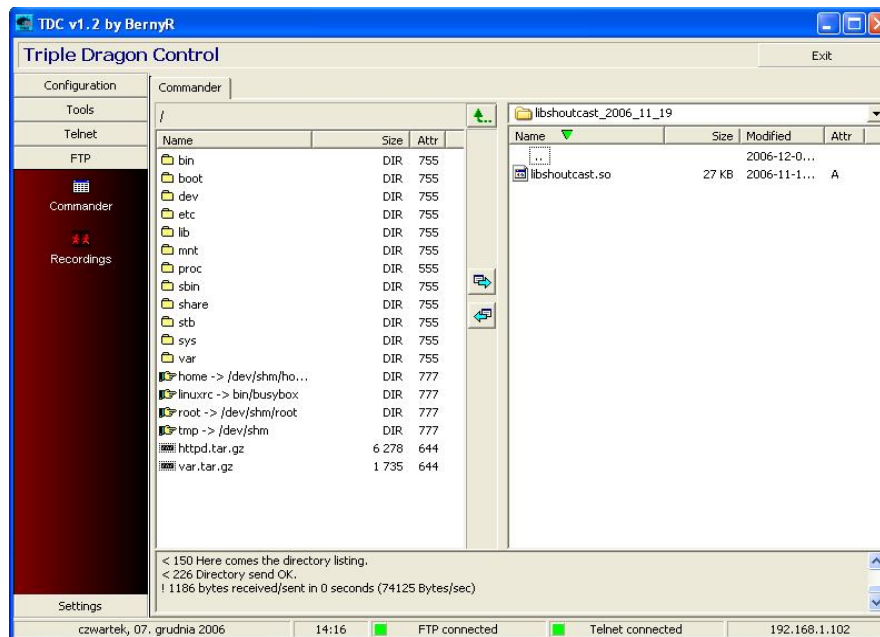 TDC v1.2 by BernyR
Triple Dragon Control
Exit
Configuration
Tools
Telnet
FTP
Commander
Recordings
Settings
Commander
/
Name Size Attr
bin DIR 755
boot DIR 755
dev DIR 755
etc DIR 755
lib DIR 755
mnt DIR 755
proc DIR 555
sbin DIR 755
share DIR 755
stb DIR 755
sys DIR 755
var DIR 755
home -> /dev/shm/ho... DIR 777
linuxrc -> bin/busybox DIR 777
root -> /dev/shm/root DIR 777
tmp -> /dev/shm DIR 777
httpd.tar.gz 6 278 644
var.tar.gz 1 735 644
libshoutcast_2006_11_19
Name Size Modified Attr
.. 2006-12-0...
libshoutcast.so 27 KB 2006-11-1... A
< 150 Here comes the directory listing.
< 226 Directory send OK.
! 1186 bytes received/sent in 0 seconds (74125 Bytes/sec)
czwartek, 07. grudnia 2006 14:16 FTP connected Telnet connected 192.168.1.102